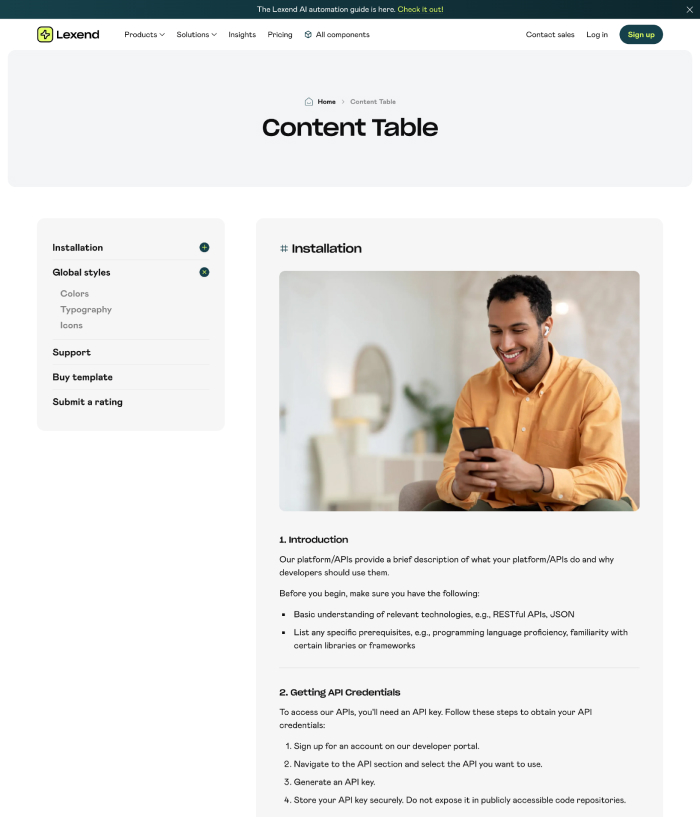 The Lexend AI automation guide is here. Check it out!
Lexend
Products
Solutions
Insights
Pricing
All components
Contact sales
Log in
Sign up
Home
Content Table
Content Table
Installation
Global styles
Colors
Typography
Icons
Support
Buy template
Submit a rating
# Installation
1. Introduction
Our platform/APIs provide a brief description of what your platform/APIs do and why
developers should use them.
Before you begin, make sure you have the following:
▪ Basic understanding of relevant technologies, e.g., RESTful APIs, JSON
▪ List any specific prerequisites, e.g., programming language proficiency, familiarity with
certain libraries or frameworks
2. Getting API Credentials
To access our APIs, you'll need an API key. Follow these steps to obtain your API
credentials:
1. Sign up for an account on our developer portal.
2. Navigate to the API section and select the API you want to use.
3. Generate an API key.
4. Store your API key securely. Do not expose it in publicly accessible code repositories.